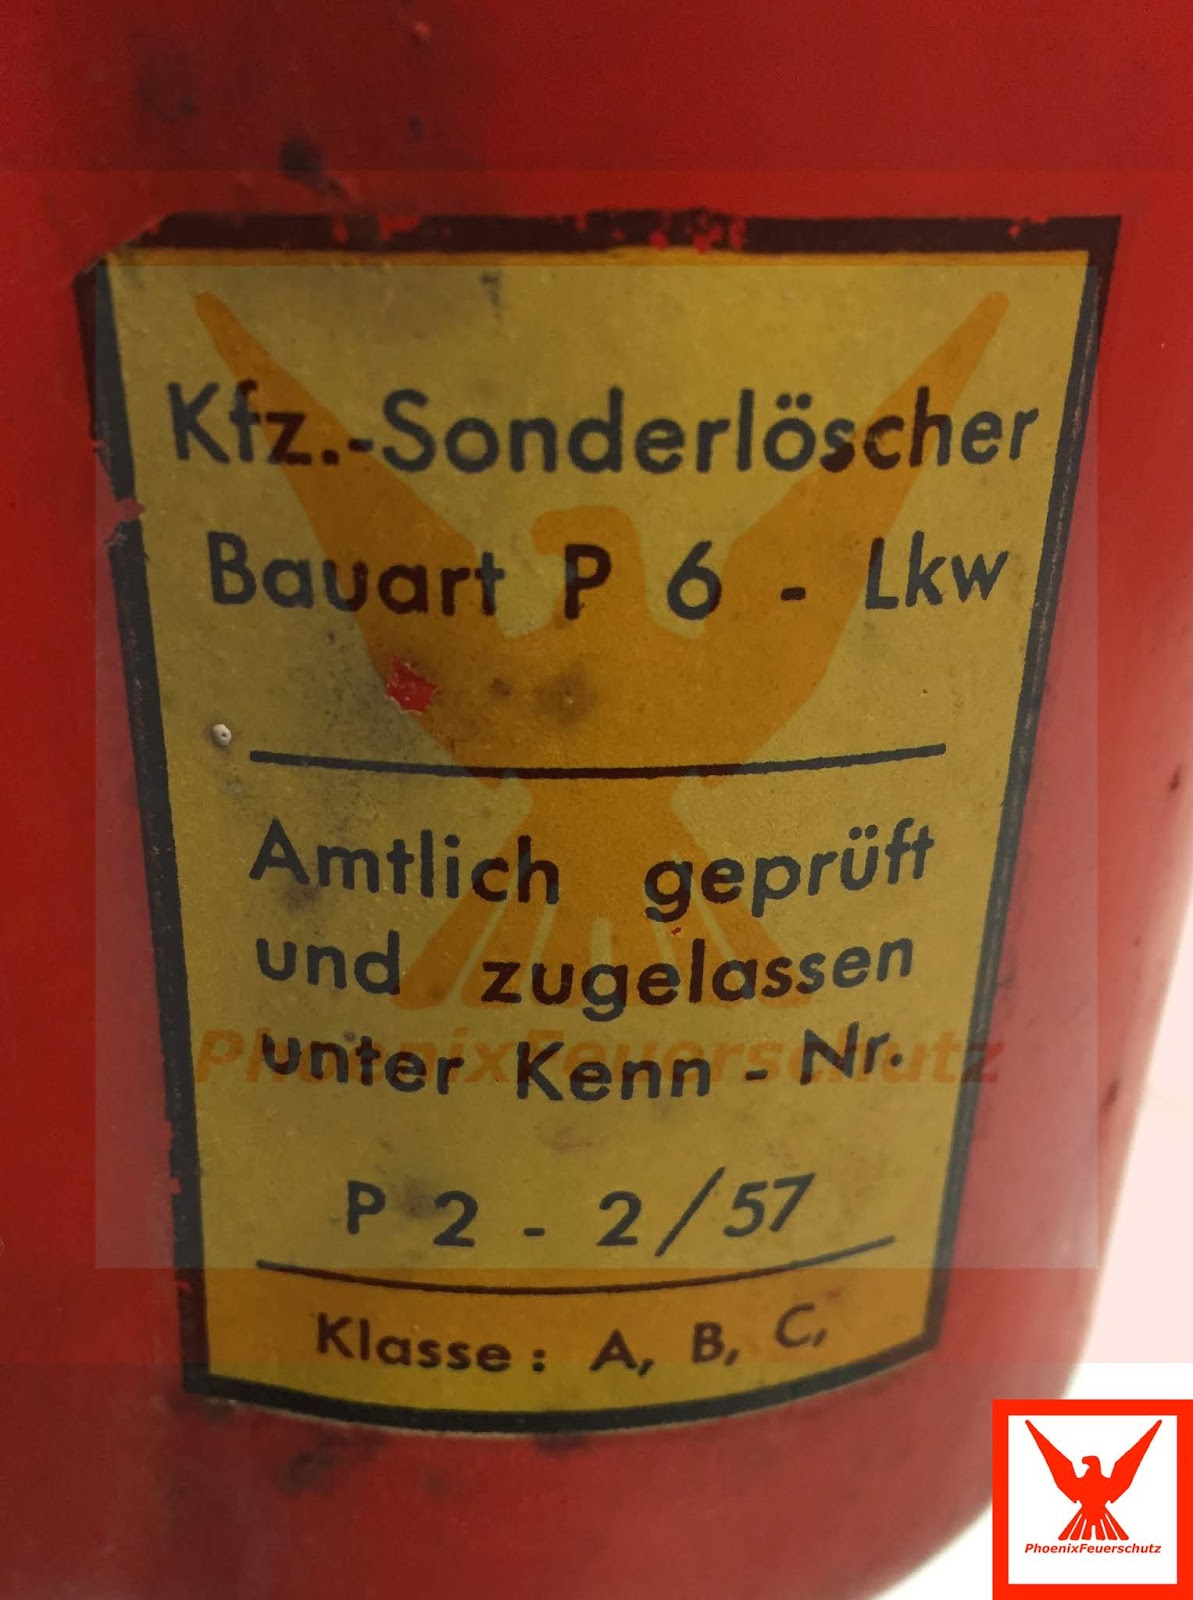 Kfz.-Sonderlöscher
Bauart P 6 - Lkw
Amtlich geprüft
und zugelassen
unter Kenn - Nr.
PhoenixFeuerschutz
P 2 - 2/57
Klasse: A, B, C,
PhoenixFeuerschutz